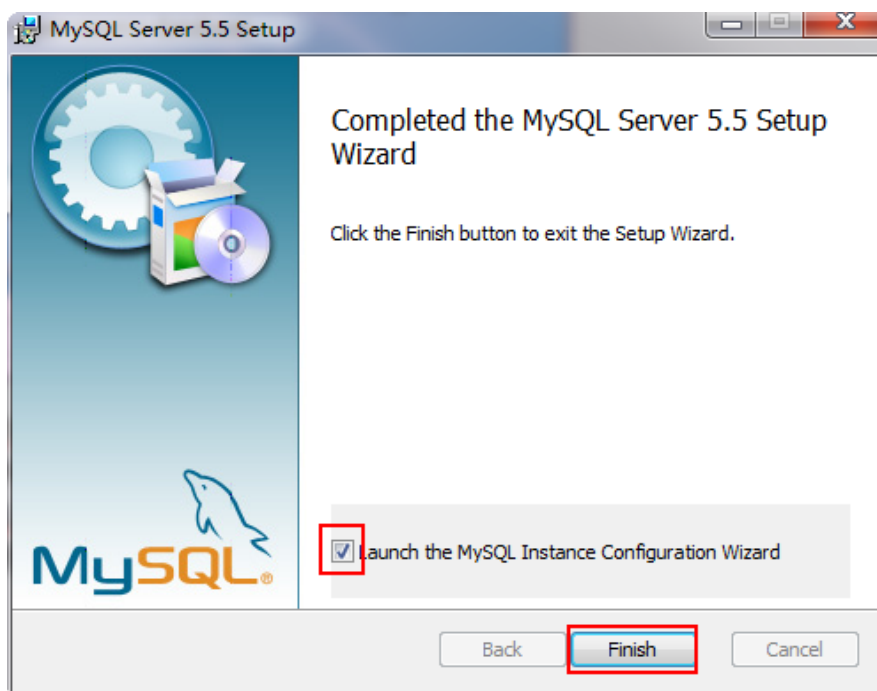 MySQL Server 5.5 Setup
Completed the MySQL Server 5.5 Setup
Wizard
Click the Finish button to exit the Setup Wizard.
MySQL®
Launch the MySQL Instance Configuration Wizard
Back Finish Cancel